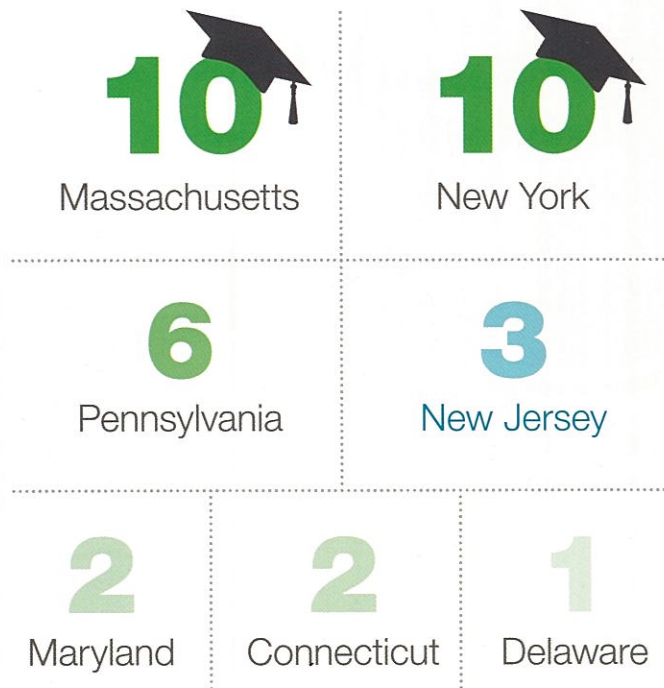 10
Massachusetts
10
New York
6
Pennsylvania
3
New Jersey
2
Maryland
2
Connecticut
1
Delaware